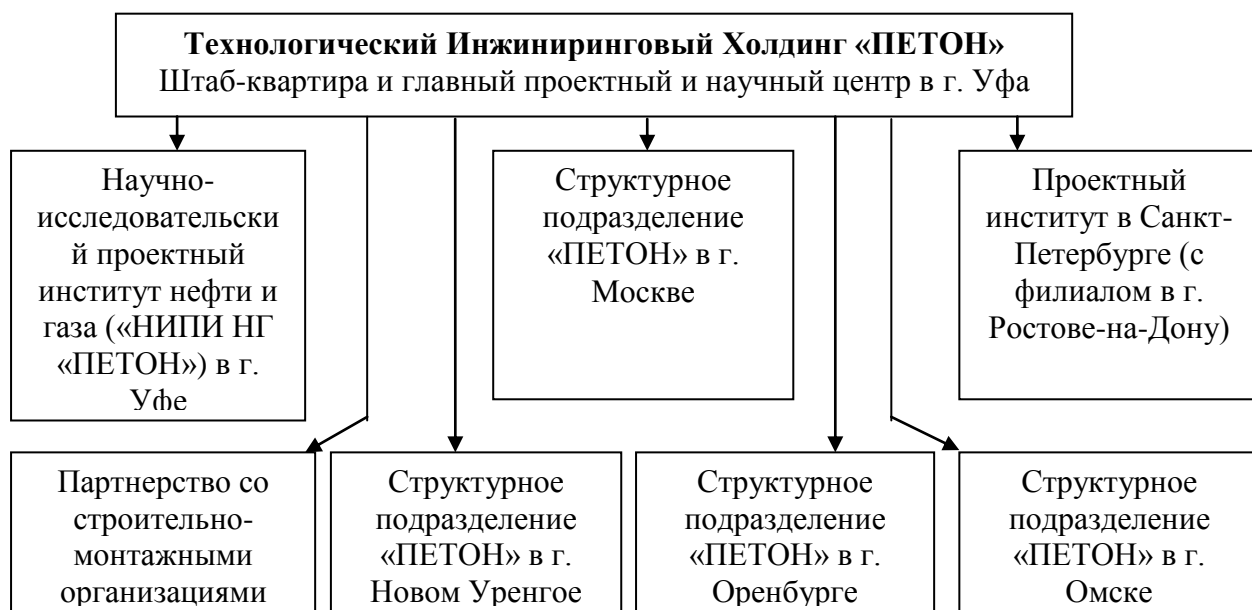 Технологический Инжиниринговый Холдинг «ПЕТОН»
Штаб-квартира и главный проектный и научный центр в г. Уфа
Научно-
исследовательски
й проектный
институт нефти и
газа («НИПИ НГ
«ПЕТОН») в г.
Уфе
Структурное
подразделение
«ПЕТОН» в г.
Москве
Проектный
институт в Санкт-
Петербурге (с
филиалом в г.
Ростове-на-Дону)
Партнерство со
строительно-
монтажными
организациями
Структурное
подразделение
«ПЕТОН» в г.
Новом Уренгое
Структурное
подразделение
«ПЕТОН» в г.
Оренбурге
Структурное
подразделение
«ПЕТОН» в г.
Омске